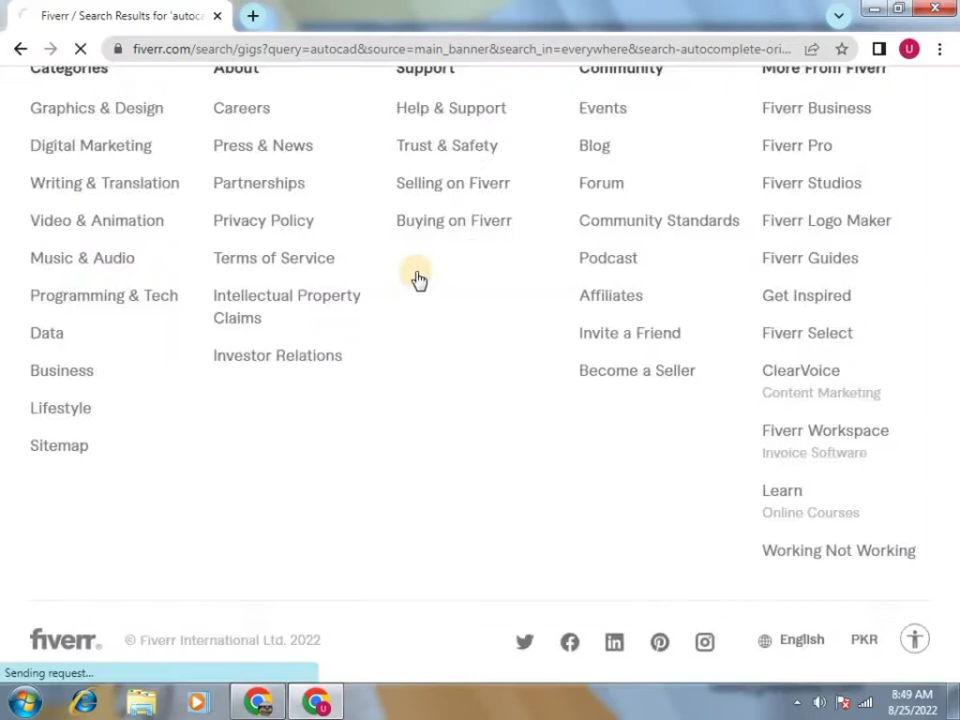 Fiverr / Search Results for 'autoca
fiverr.com/search/gigs?query=autocad&source=main_banner&search_in=everywhere&search-autocomplete-ori...
U
Categories
Graphics & Design
Digital Marketing
Writing & Translation
Video & Animation
Music & Audio
Programming & Tech
Data
Business
Lifestyle
Sitemap
About
Careers
Press & News
Partnerships
Privacy Policy
Terms of Service
Intellectual Property
Claims
Investor Relations
Support
Help & Support
Trust & Safety
Selling on Fiverr
Buying on Fiverr
Community
Events
Blog
Forum
Community Standards
Podcast
Affiliates
Invite a Friend
Become a Seller
More From Fiverr
Fiverr Business
Fiverr Pro
Fiverr Studios
Fiverr Logo Maker
Fiverr Guides
Get Inspired
Fiverr Select
ClearVoice
Content Marketing
Fiverr Workspace
Invoice Software
Learn
Online Courses
Working Not Working
fiverr. © Fiverr International Ltd. 2022
English PKR
Sending request...
8:49 AM
8/25/2022